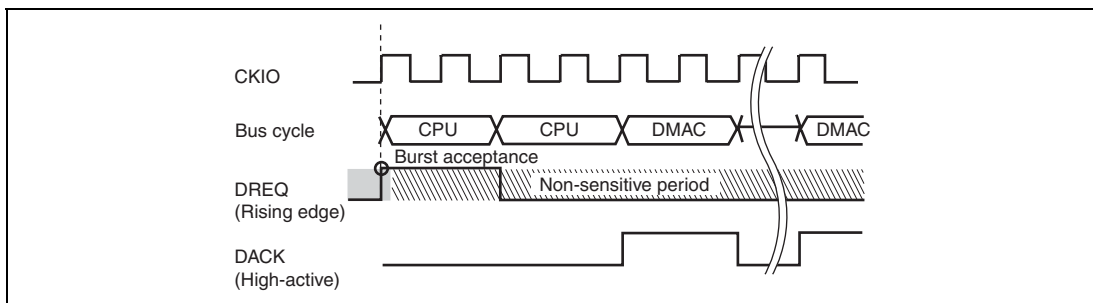 CKIO
Bus cycle
CPU
CPU
DMAC
DMAC
Burst acceptance
DREQ
(Rising edge)
Non-sensitive period
DACK
(High-active)